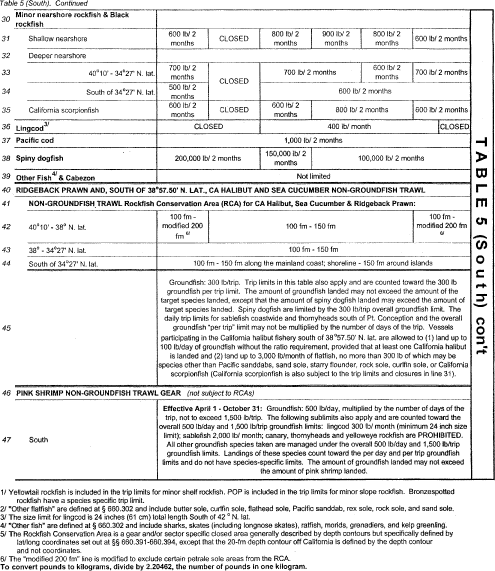 Table 5 (South). Continued
30 Minor nearshore rockfish & Black rockfish
31 Shallow nearshore 600 lb/ 2 months CLOSED 800 lb/ 2 months 900 lb/ 2 months 800 lb/ 2 months 600 lb/ 2 months
32 Deeper nearshore
33 40°10' - 34°27' N. lat. 700 lb/ 2 months CLOSED 700 lb/ 2 months 600 lb/ 2 months 700 lb/ 2 months
34 South of 34°27' N. lat. 500 lb/ 2 months 600 lb/ 2 months
35 California scorpionfish 600 lb/ 2 months CLOSED 600 lb/ 2 months 800 lb/ 2 months 600 lb/ 2 months
36 Lingcod 3/ CLOSED 400 lb/ month CLOSED
37 Pacific cod 1,000 lb/ 2 months
38 Spiny dogfish 200,000 lb/ 2 months 150,000 lb/ 2 months 100,000 lb/ 2 months
39 Other Fish 4/ & Cabezon Not limited
40 RIDGEBACK PRAWN AND, SOUTH OF 38°57.50' N. LAT., CA HALIBUT AND SEA CUCUMBER NON-GROUNDFISH TRAWL
41 NON-GROUNDFISH TRAWL Rockfish Conservation Area (RCA) for CA Halibut, Sea Cucumber & Ridgeback Prawn:
42 40°10' - 38° N. lat. 100 fm - modified 200 fm 6/ 100 fm - 150 fm 100 fm - modified 200 fm 6/
43 38° - 34°27' N. lat. 100 fm - 150 fm
44 South of 34°27' N. lat. 100 fm - 150 fm along the mainland coast; shoreline - 150 fm around islands
45
Groundfish: 300 lb/trip. Trip limits in this table also apply and are counted toward the 300 lb
groundfish per trip limit. The amount of groundfish landed may not exceed the amount of the
target species landed, except that the amount of spiny dogfish landed may exceed the amount of
target species landed. Spiny dogfish are limited by the 300 lb/trip overall groundfish limit. The
daily trip limits for sablefish coastwide and thornyheads south of Pt. Conception and the overall
groundfish "per trip" limit may not be multiplied by the number of days of the trip. Vessels
participating in the California halibut fishery south of 38°57.50' N. lat. are allowed to (1) land up to
100 lb/day of groundfish without the ratio requirement, provided that at least one California halibut
is landed and (2) land up to 3,000 lb/month of flatfish, no more than 300 lb of which may be
species other than Pacific sanddabs, sand sole, starry flounder, rock sole, curlfin sole, or California
scorpionfish (California scorpionfish is also subject to the trip limits and closures in line 31).
46 PINK SHRIMP NON-GROUNDFISH TRAWL GEAR (not subject to RCAs)
47 South
Effective April 1 - October 31: Groundfish: 500 lb/day, multiplied by the number of days of the
trip, not to exceed 1,500 lb/trip. The following sublimits also apply and are counted toward the
overall 500 lb/day and 1,500 lb/trip groundfish limits: lingcod 300 lb/ month (minimum 24 inch size
limit); sablefish 2,000 lb/ month; canary, thornyheads and yelloweye rockfish are PROHIBITED.
All other groundfish species taken are managed under the overall 500 lb/day and 1,500 lb/trip
groundfish limits. Landings of these species count toward the per day and per trip groundfish
limits and do not have species-specific limits. The amount of groundfish landed may not exceed
the amount of pink shrimp landed.
TABLE 5 (South) con't
1/ Yellowtail rockfish is included in the trip limits for minor shelf rockfish. POP is included in the trip limits for minor slope rockfish. Bronzespotted
rockfish have a species specific trip limit.
2/ "Other flatfish" are defined at § 660.302 and include butter sole, curlfin sole, flathead sole, Pacific sanddab, rex sole, rock sole, and sand sole.
3/ The size limit for lingcod is 24 inches (61 cm) total length South of 42 ° N. lat.
4/ "Other fish" are defined at § 660.302 and include sharks, skates (including longnose skates), ratfish, morids, grenadiers, and kelp greenling.
5/ The Rockfish Conservation Area is a gear and/or sector specific closed area generally described by depth contours but specifically defined by
lat/long coordinates set out at §§ 660.391-660.394, except that the 20-fm depth contour off California is defined by the depth contour
and not coordinates.
6/ The "modified 200 fm" line is modified to exclude certain petrale sole areas from the RCA.
To convert pounds to kilograms, divide by 2.20462, the number of pounds in one kilogram.